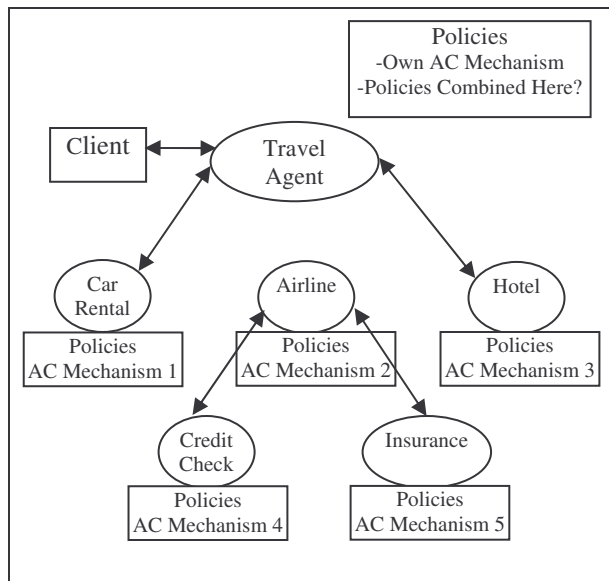 Policies
-Own AC Mechanism
-Policies Combined Here?
Client
Travel
Agent
Car
Rental
Airline
Hotel
Policies
AC Mechanism 1
Policies
AC Mechanism 2
Policies
AC Mechanism 3
Credit
Check
Insurance
Policies
AC Mechanism 4
Policies
AC Mechanism 5